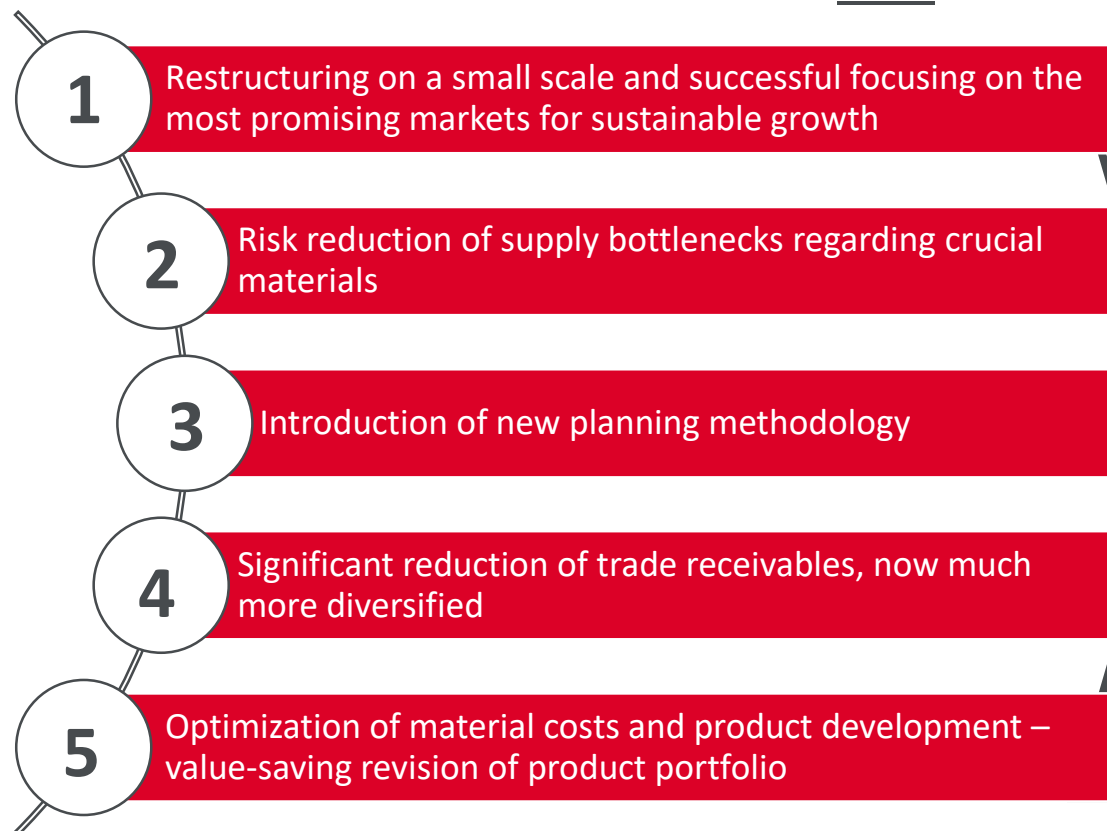 1
Restructuring on a small scale and successful focusing on the
most promising markets for sustainable growth
2
Risk reduction of supply bottlenecks regarding crucial
materials
3
Introduction of new planning methodology
4
Significant reduction of trade receivables, now much
more diversified
5
Optimization of material costs and product development –
value-saving revision of product portfolio